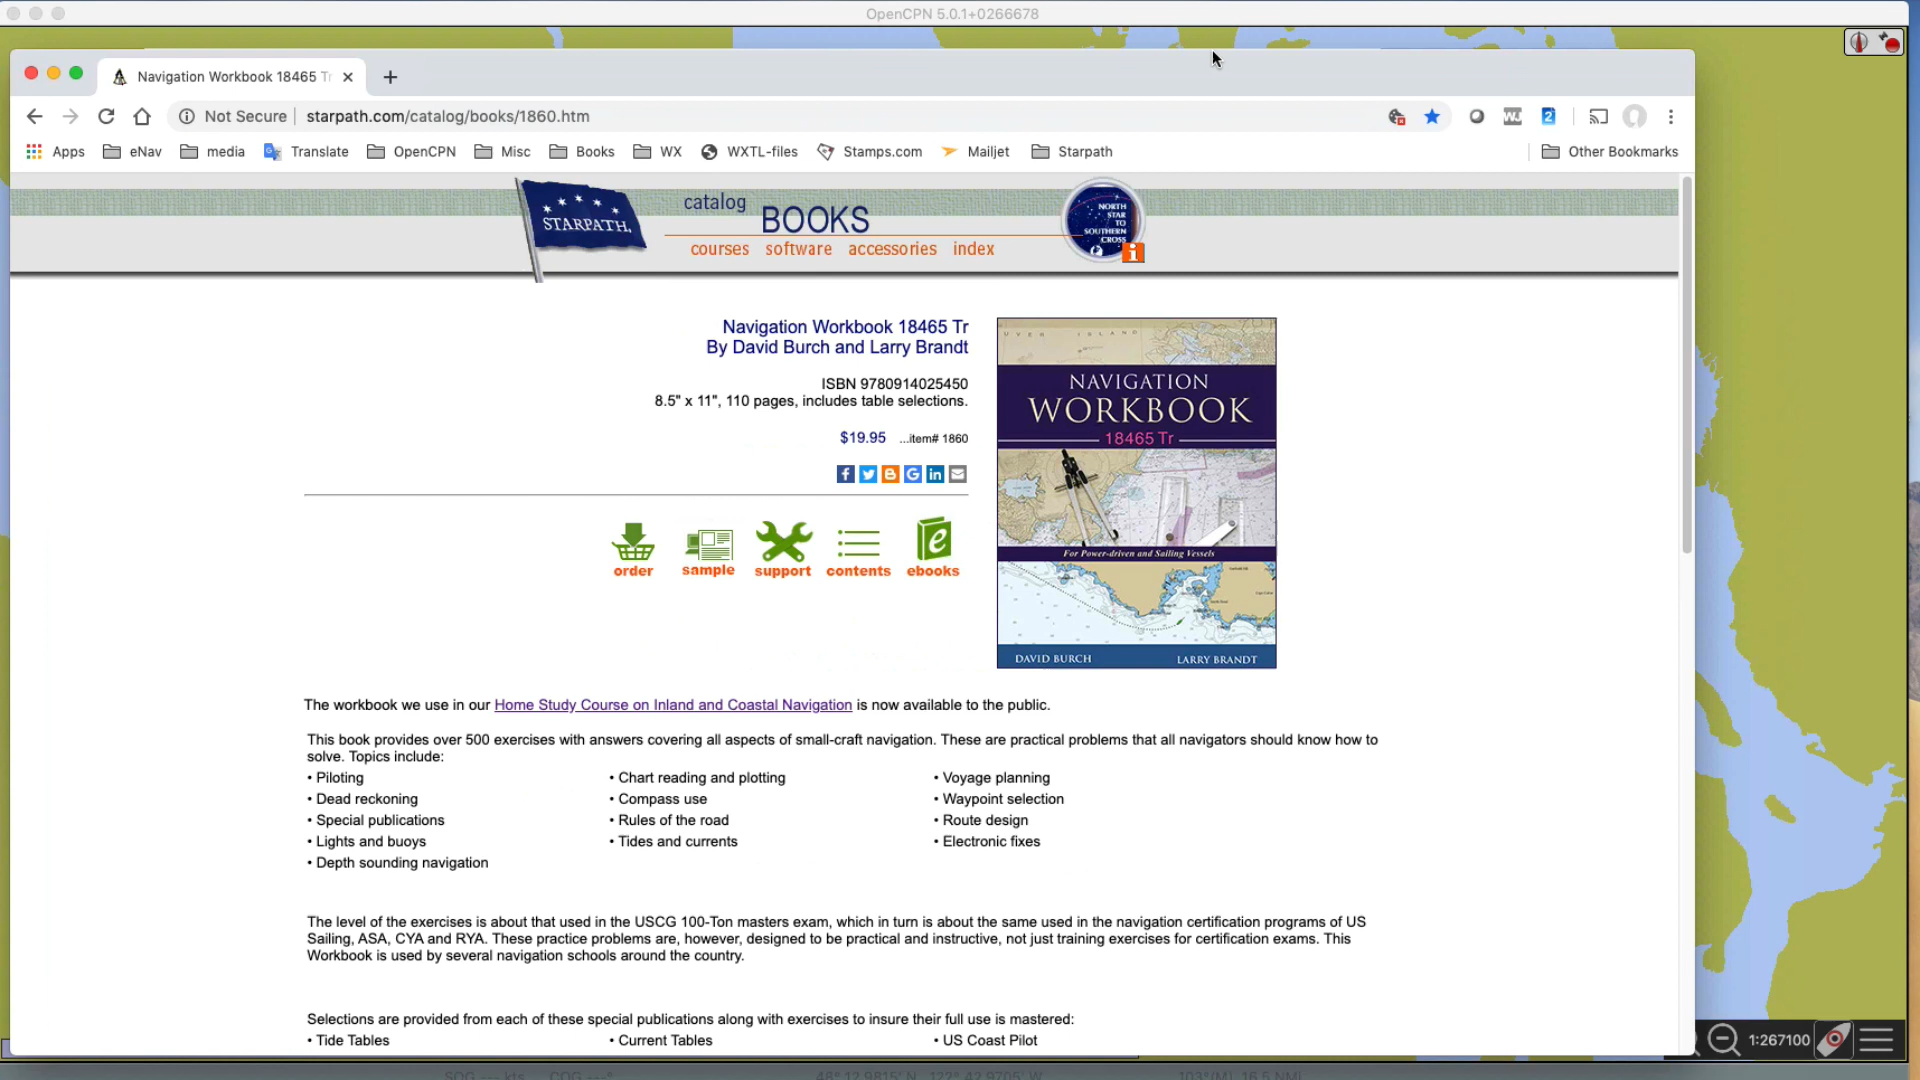 OpenCPN 5.0.1+0266678
Navigation Workbook 18465 Tr
Not Secure
starpath.com/catalog/books/1860.htm
Apps
eNav
media
Translate
OpenCPN
Misc
Books
WX
WXTL-files
Stamps.com
Mailjet
Starpath
Other Bookmarks
STARPATH.
catalog
BOOKS
courses software accessories index
NORTH
STAR
TO
SOUTHERN
CROSS
Navigation Workbook 18465 Tr
By David Burch and Larry Brandt
ISBN 9780914025450
8.5" x 11", 110 pages, includes table selections.
$19.95 ...item# 1860
order
sample
support
contents
ebooks
NAVIGATION
WORKBOOK
18465 Tr
For Power-driven and Sailing Vessels
DAVID BURCH
LARRY BRANDT
The workbook we use in our Home Study Course on Inland and Coastal Navigation is now available to the public.
This book provides over 500 exercises with answers covering all aspects of small-craft navigation. These are practical problems that all navigators should know how to
solve. Topics include:
• Piloting
• Chart reading and plotting
• Voyage planning
• Dead reckoning
• Compass use
• Waypoint selection
• Special publications
• Rules of the road
• Route design
• Lights and buoys
• Tides and currents
• Electronic fixes
• Depth sounding navigation
The level of the exercises is about that used in the USCG 100-Ton masters exam, which in turn is about the same used in the navigation certification programs of US
Sailing, ASA, CYA and RYA. These practice problems are, however, designed to be practical and instructive, not just training exercises for certification exams. This
Workbook is used by several navigation schools around the country.
Selections are provided from each of these special publications along with exercises to insure their full use is mastered:
• Tide Tables
• Current Tables
• US Coast Pilot
1:267100